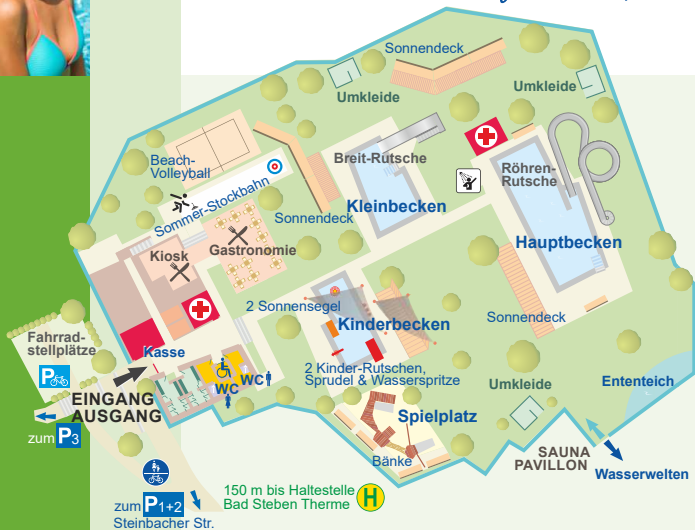 Sonnendeck
Umkleide
Umkleide
Beach-
Volleyball
Breit-Rutsche
Röhren-
Rutsche
Sommer-Stockbahn
Kleinbecken
Sonnendeck
Hauptbecken
Kiosk
Gastronomie
2 Sonnensegel
Kinderbecken
Sonnendeck
Fahrrad-
stellplätze
Kasse
P
2 Kinder-Rutschen,
Sprudel & Wasserspritze
WC
WC
Umkleide
Ententeich
EINGANG
AUSGANG
zum P3
Spielplatz
Bänke
SAUNA
PAVILLON
Wasserwelten
150 m bis Haltestelle
Bad Steben Therme
H
zum P1+2
Steinbacher Str.